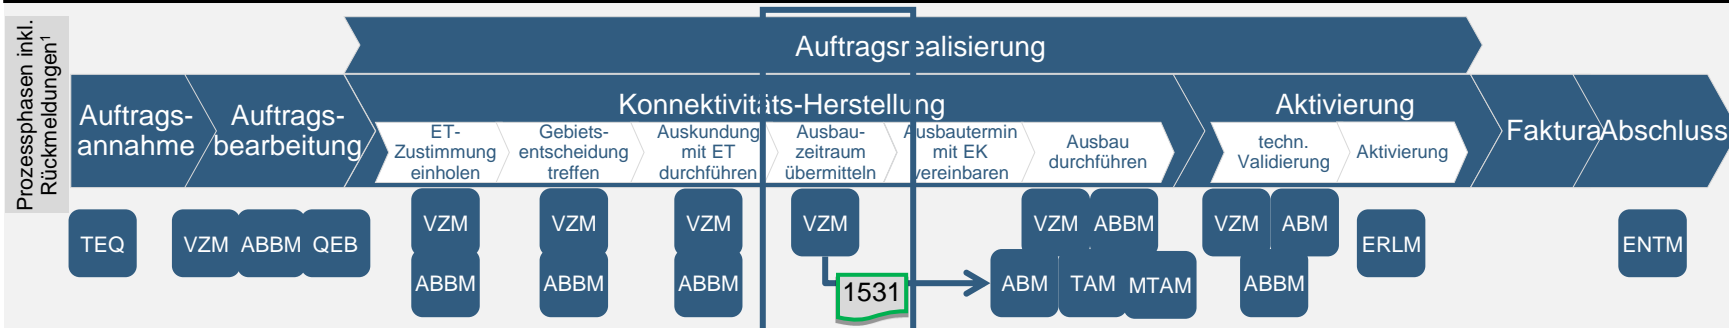 Prozessphasen inkl.
Rückmeldungen¹
Auftragsrealisierung
Auftrags-
annahme
Auftrags-
bearbeitung
Konnektivitäts-Herstellung
ET-
Zustimmung
einholen
Gebiets-
entscheidung
treffen
Auskundung
mit ET
durchführen
Ausbau-
zeitraum
übermitteln
Ausbautermin
mit EK
vereinbaren
Ausbau
durchführen
Aktivierung
techn.
Validierung
Aktivierung
Faktura
Abschluss
TEQ
VZM
ABBM
QEB
VZM
ABBM
VZM
ABBM
VZM
ABBM
VZM
1531
VZM
ABBM
ABM
TAM
MTAM
VZM
ABM
ABBM
ERLM
ENTM